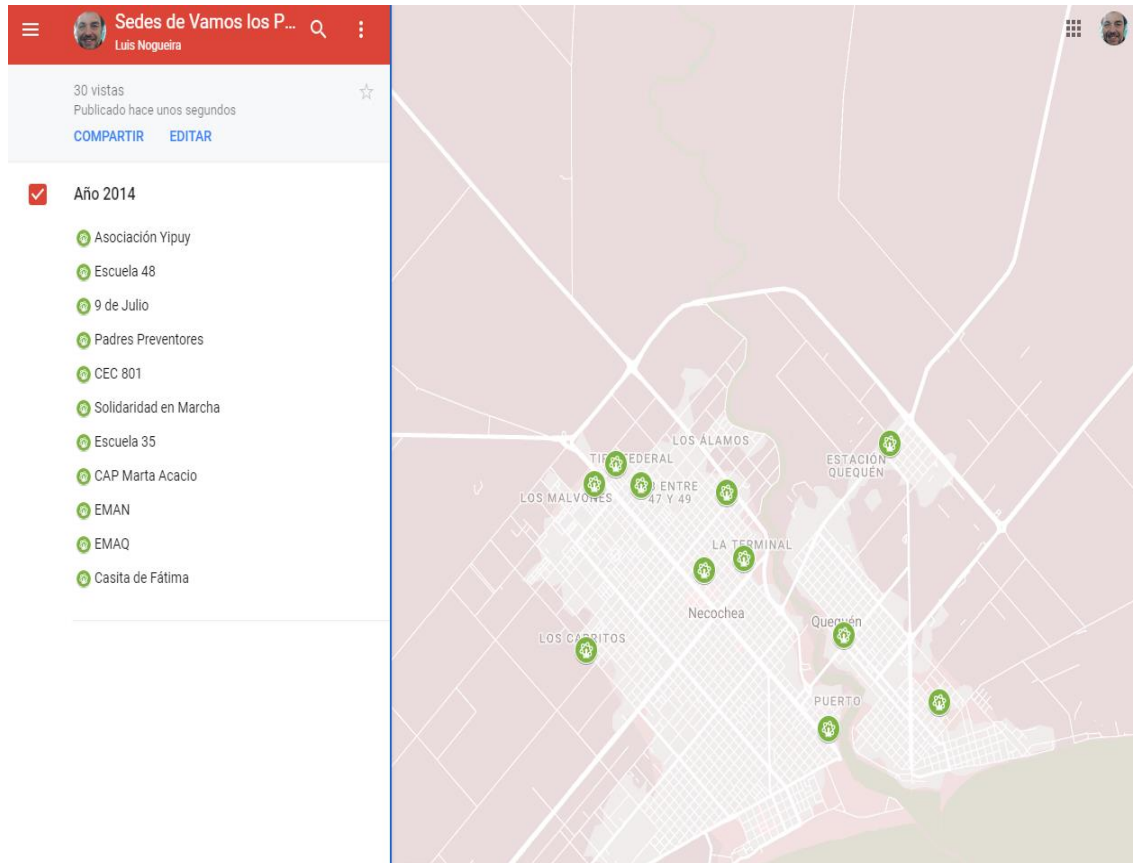 Sedes de Vamos los P...
Luis Nogueira
30 vistas
Publicado hace unos segundos
COMPARTIR EDITAR
Año 2014
Asociación Yipuy
Escuela 48
9 de Julio
Padres Preventores
CEC 801
Solidaridad en Marcha
Escuela 35
CAP Marta Acacio
EMAN
EMAQ
Casita de Fátima
LOS ÁLAMOS
FEDERAL
ESTACIÓN
QUEQUÉN
ENTRE
LOS MALVONES
47 Y 49
LA TERMINAL
Necochea
Quequén
LOS CARRITOS
PUERTO